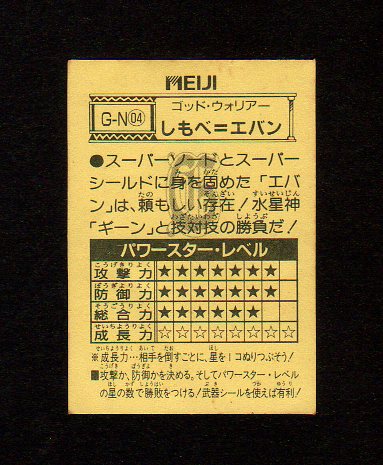 MEIJI
G-N04
ゴッド・ウォリアー
しもべ=エバン
●スーパーソードとスーパー
シールドに身を固めた「エバ
ン」は、頼もしい存在!水星神
「ギーン」と技対技の勝負だ!
パワースター・レベル
攻撃力 ★★★★★★★
防御力 ★★★★★★★
総合力 ★★★★★★★
成長力 ☆☆☆☆☆☆☆☆☆
※成長力…相手を倒すごとに、星を1コぬりつぶそう!
■攻撃か、防御かを決める。そしてパワースター・レベル
の星の数で勝敗をつける!武器シールを使えば有利!